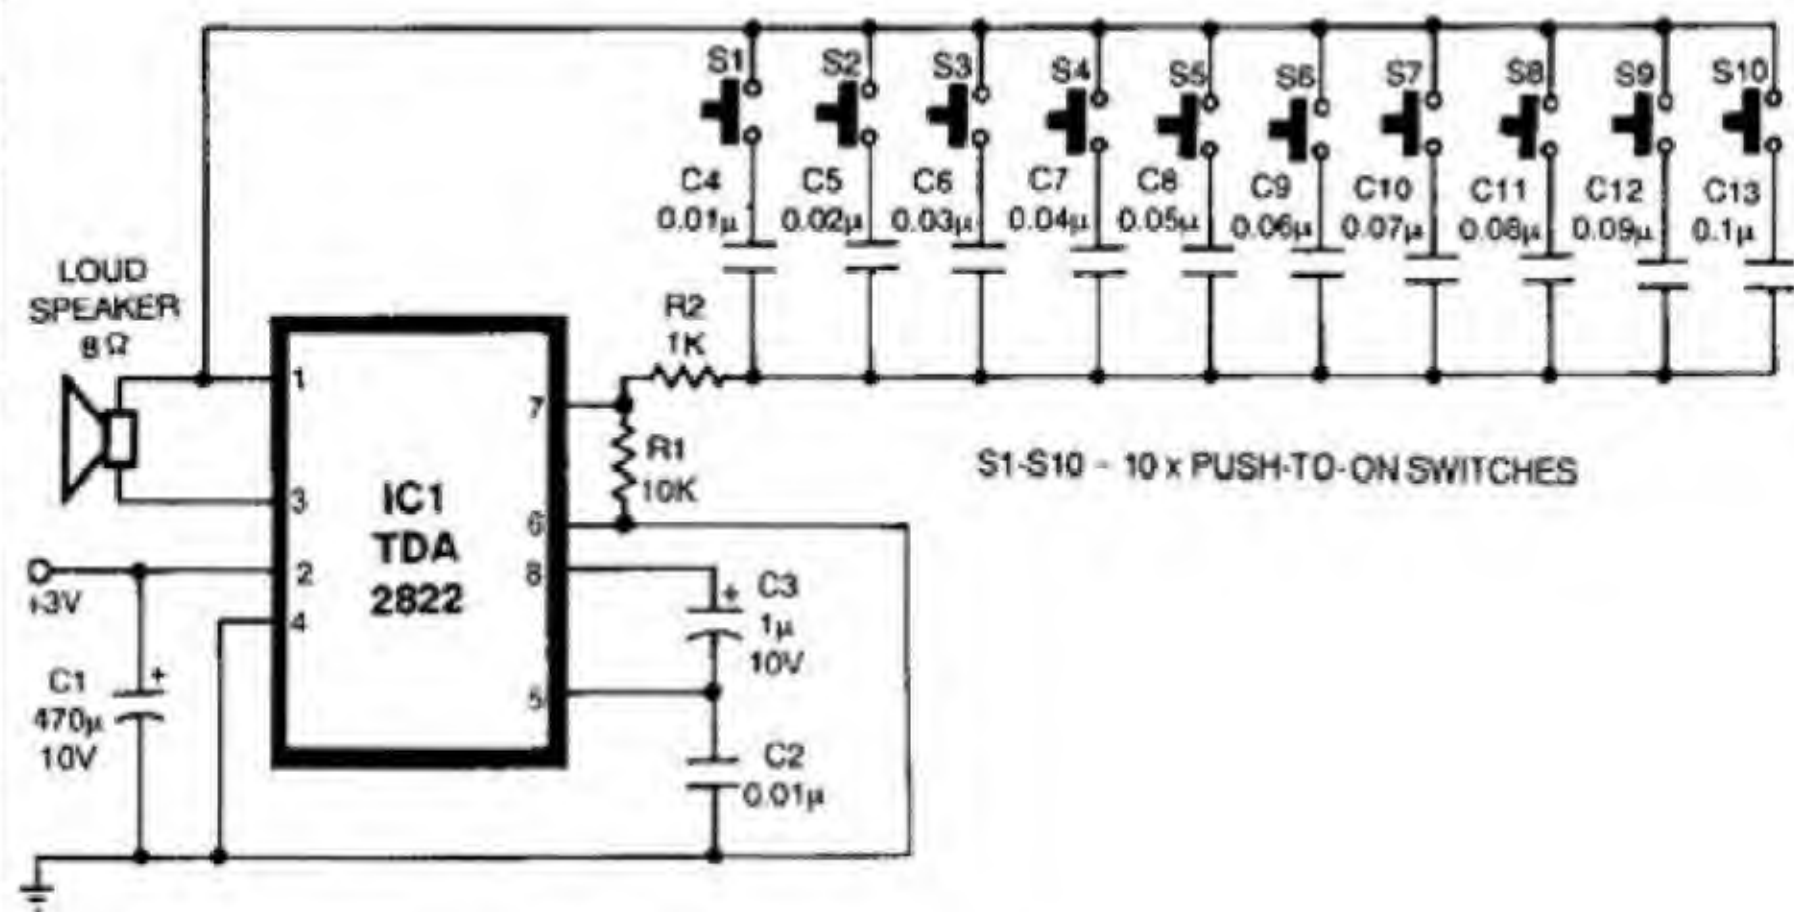 S1
S2
S3
S4
S5
S6
S7
S8
S9
S10
C4
0.01µ
C5
0.02µ
C6
0.03µ
C7
0.04µ
C8
0.05µ
C9
0.06µ
C10
0.07µ
C11
0.08µ
C12
0.09µ
C13
0.1µ
LOUD
SPEAKER
8Ω
R2
1K
1
7
R1
10K
3
IC1
TDA
2822
6
S1-S10 - 10 x PUSH-TO-ON SWITCHES
+3V
2
8
4
+ C3
1µ
10V
C1 +
470µ
10V
5
C2
0.01µ